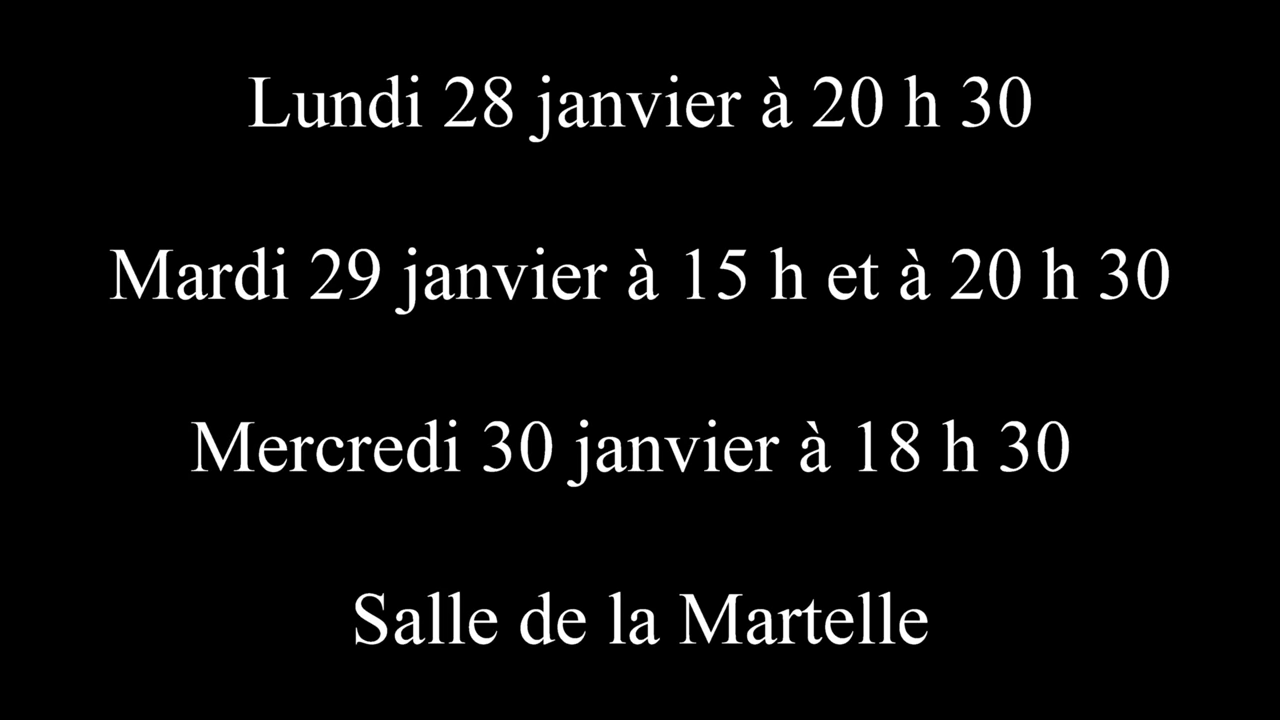 Lundi 28 janvier à 20 h 30
Mardi 29 janvier à 15 h et à 20 h 30
Mercredi 30 janvier à 18 h 30
Salle de la Martelle